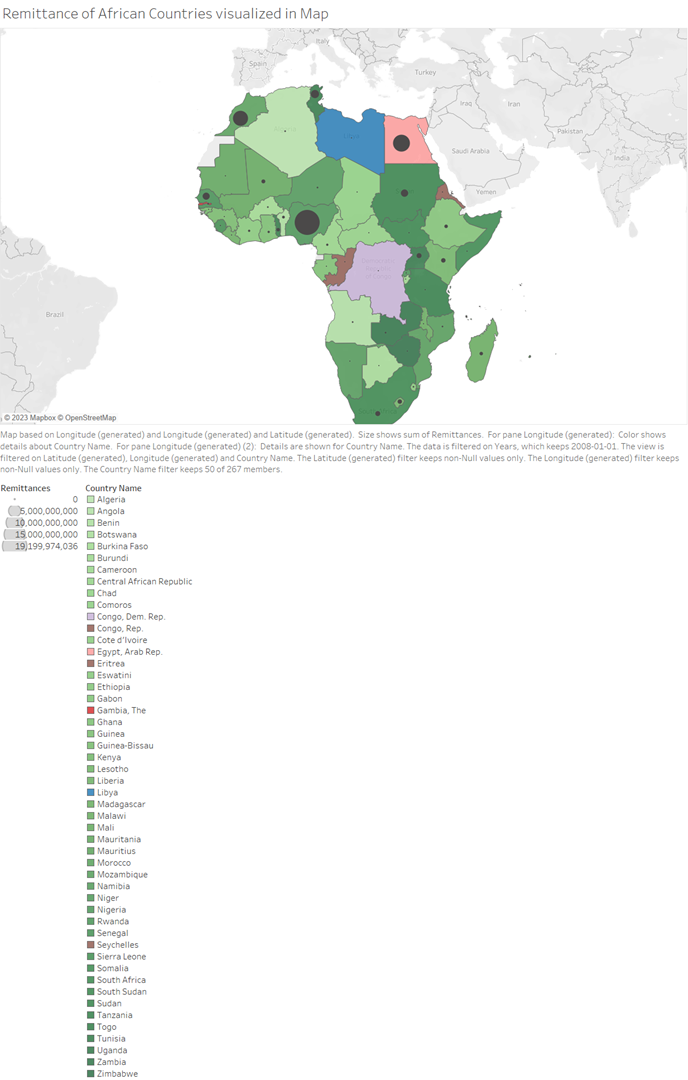 Remittance of African Countries visualized in Map
Italy
Spain
Turkey
Iraq
Iran
Pakistan
Saudi Arabia
India
Yemen
Brazil
© 2023 Mapbox © OpenStreetMap
Map based on Longitude (generated) and Longitude (generated) and Latitude (generated). Size shows sum of Remittances. For pane Longitude (generated): Color shows
details about Country Name. For pane Longitude (generated) (2): Details are shown for Country Name. The data is filtered on Years, which keeps 2008-01-01. The view is
filtered on Latitude (generated), Longitude (generated) and Country Name. The Latitude (generated) filter keeps non-Null values only. The Longitude (generated) filter keeps
non-Null values only. The Country Name filter keeps 50 of 267 members.
Remittances
0
5,000,000,000
10,000,000,000
15,000,000,000
19,199,974,036
Country Name
Algeria
Angola
Benin
Botswana
Burkina Faso
Burundi
Cameroon
Central African Republic
Chad
Comoros
Congo, Dem. Rep.
Congo, Rep.
Cote d'Ivoire
Egypt, Arab Rep.
Eritrea
Eswatini
Ethiopia
Gabon
Gambia, The
Ghana
Guinea
Guinea-Bissau
Kenya
Lesotho
Liberia
Libya
Madagascar
Malawi
Mali
Mauritania
Mauritius
Morocco
Mozambique
Namibia
Niger
Nigeria
Rwanda
Senegal
Seychelles
Sierra Leone
Somalia
South Africa
South Sudan
Sudan
Tanzania
Togo
Tunisia
Uganda
Zambia
Zimbabwe